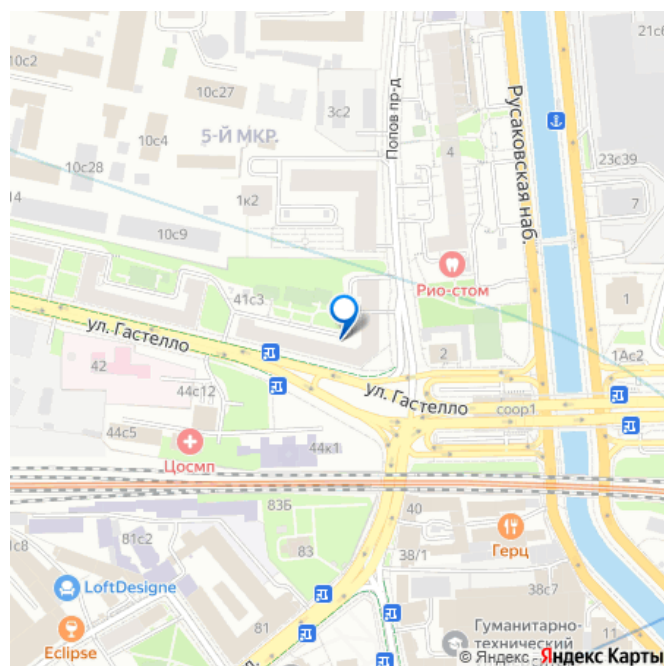 21с6
10с2
10с27
3с2
5-Й МКР.
10с4
Попов пр-д
4
Русаковская наб.
10с28
23с39
14
1к2
7
10с9
Рио-стом
41с3
1
ул. Гастелло
2
1Ас2
42
44с12
ул. Гастелло
соор1
44с5
44к1
Цосмп
83Б
40
81с2
83
38/1
Герц
1с8
38с7
LoftDesigne
81
Гуманитарно-
11
технический
Eclipse
© Яндекс Яндекс Карты